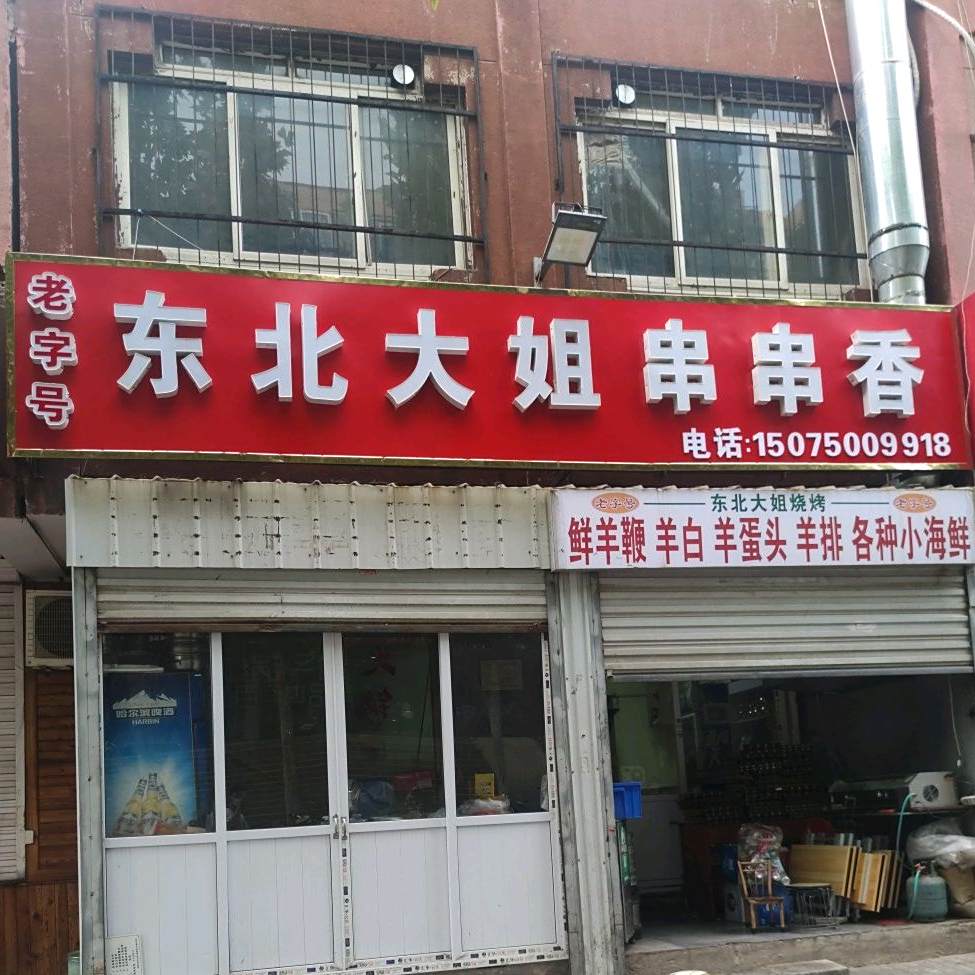 老字号
东北大姐串串香
电话:15075009918
老字号 东北大姐烧烤 老字号
鲜羊鞭 羊白 羊蛋头 羊排 各种小海鲜
哈尔滨啤酒
HARBIN